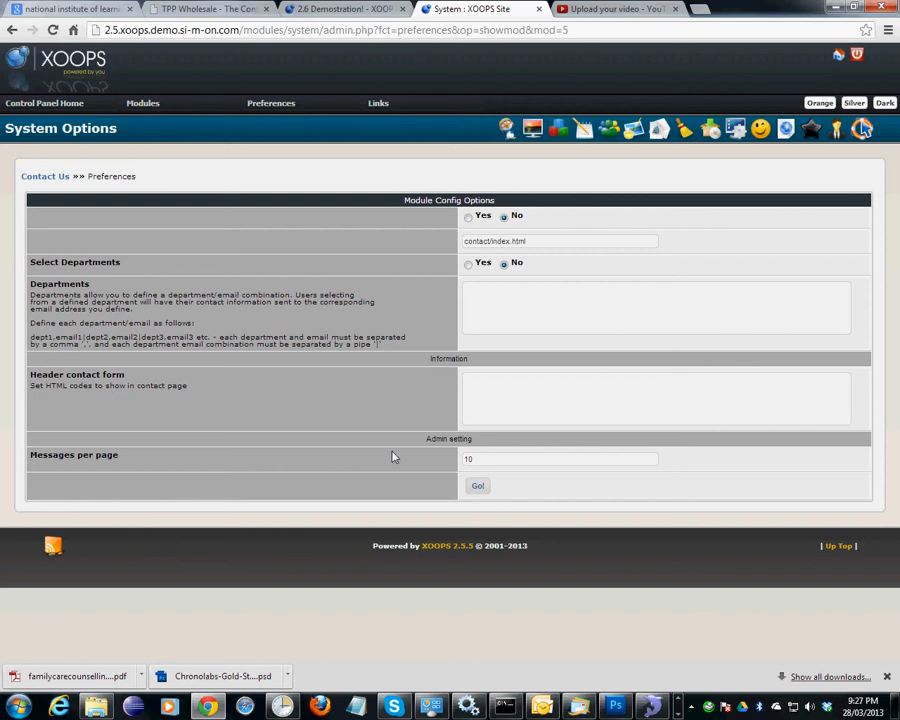 national institute of learni
TPP Wholesale - The Con
2.6 Demostration! - XOOP
System : XOOPS Site
Upload your video - YouT
2.5.xoops.demo.si-m-on.com/modules/system/admin.php?fct=preferences&op=showmod&mod=5
XOOPS
powered by you
Control Panel Home
Modules
Preferences
Links
Orange
Silver
Dark
System Options
Contact Us »» Preferences
Module Config Options
Yes No
contact/index.html
Select Departments
Yes No
Departments
Departments allow you to define a department/email combination. Users selecting
from a defined department will have their contact information sent to the corresponding
email address you define.
Define each department/email as follows:
dept1,email1|dept2,email2|dept3,email3 etc. - each department and email must be separated
by a comma ',', and each department email combination must be separated by a pipe '|'
Information
Header contact form
Set HTML codes to show in contact page
Admin setting
Messages per page
10
Go!
Powered by XOOPS 2.5.5 © 2001-2013
| Up Top |
familycarecounsellin....pdf
Chronolabs-Gold-St....psd
Show all downloads...
9:27 PM
28/03/2013